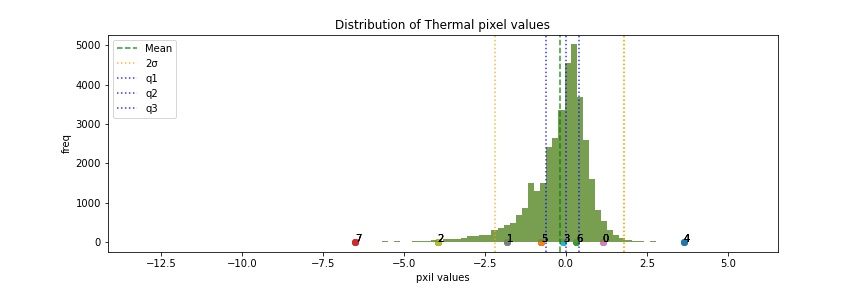 Distribution of Thermal pixel values
Mean
2σ
q1
q2
q3
5000
4000
3000
2000
1000
0
freq
7 2 1 5 3 6 0 4
−12.5 −10.0 −7.5 −5.0 −2.5 0.0 2.5 5.0
pxil values